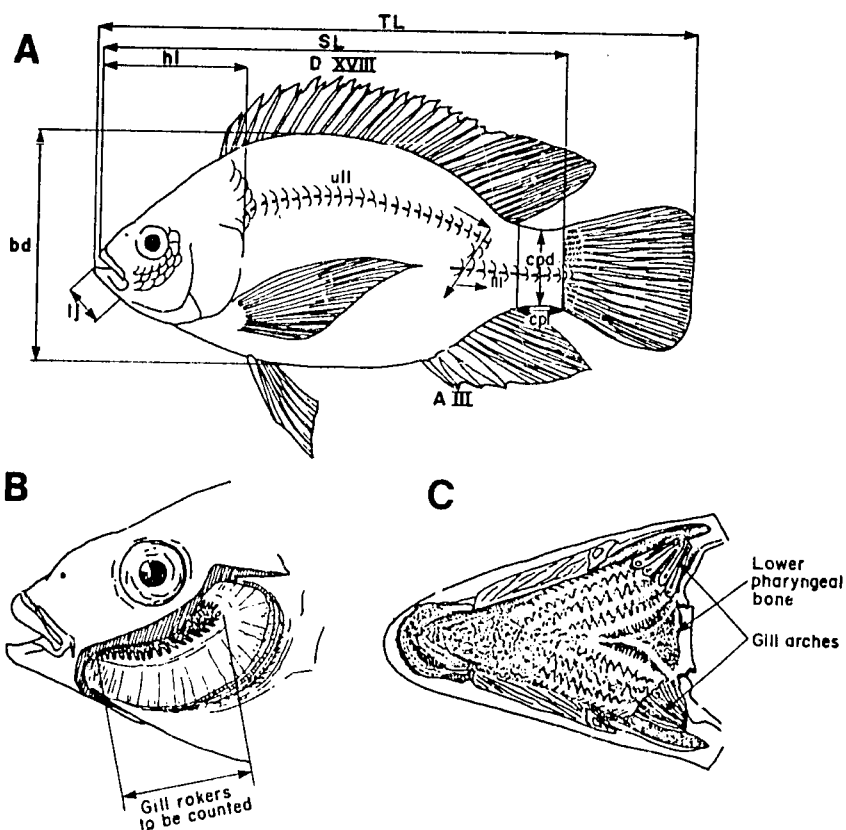 A
TL
SL
hl
D XVIII
bd
ull
cpd
lll
cpl
lj
A III
B
C
Lower
pharyngeal
bone
Gill arches
Gill rokers
to be counted